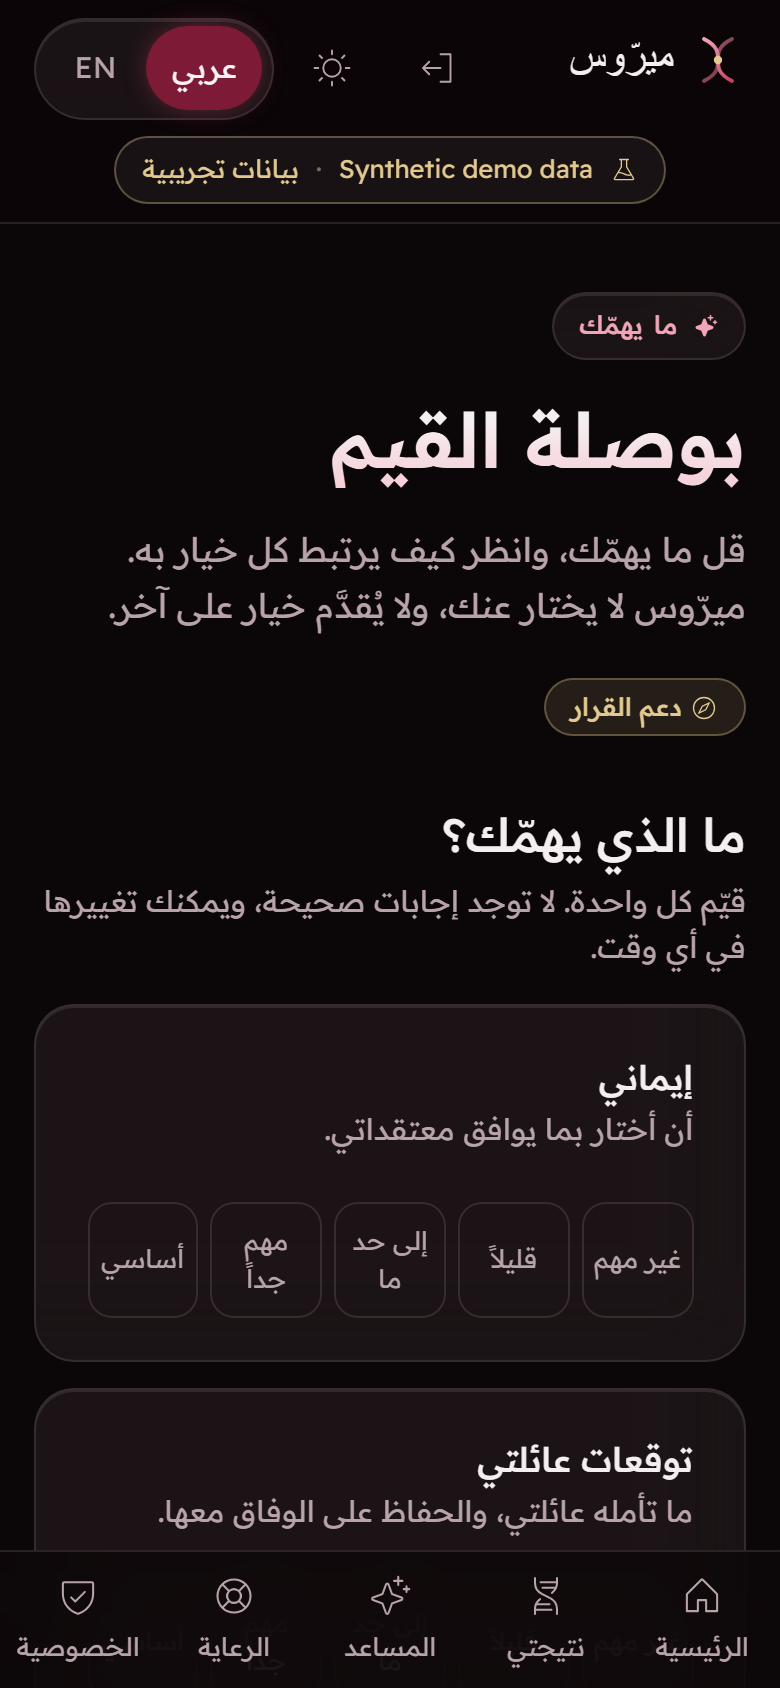 ميرّوس
عربي
EN
Synthetic demo data · بيانات تجريبية
ما يهمّك
بوصلة القيم
قل ما يهمّك، وانظر كيف يرتبط كل خيار به.
ميرّوس لا يختار عنك، ولا يُقدَّم خيار على آخر.
دعم القرار
ما الذي يهمّك؟
قيّم كل واحدة. لا توجد إجابات صحيحة، ويمكنك تغييرها
في أي وقت.
إيماني
أن أختار بما يوافق معتقداتي.
غير مهم
قليلاً
إلى حد
ما
مهم
جداً
أساسي
توقعات عائلتي
ما تأمله عائلتي، والحفاظ على الوفاق معها.
الرئيسية
نتيجتي
المساعد
الرعاية
الخصوصية